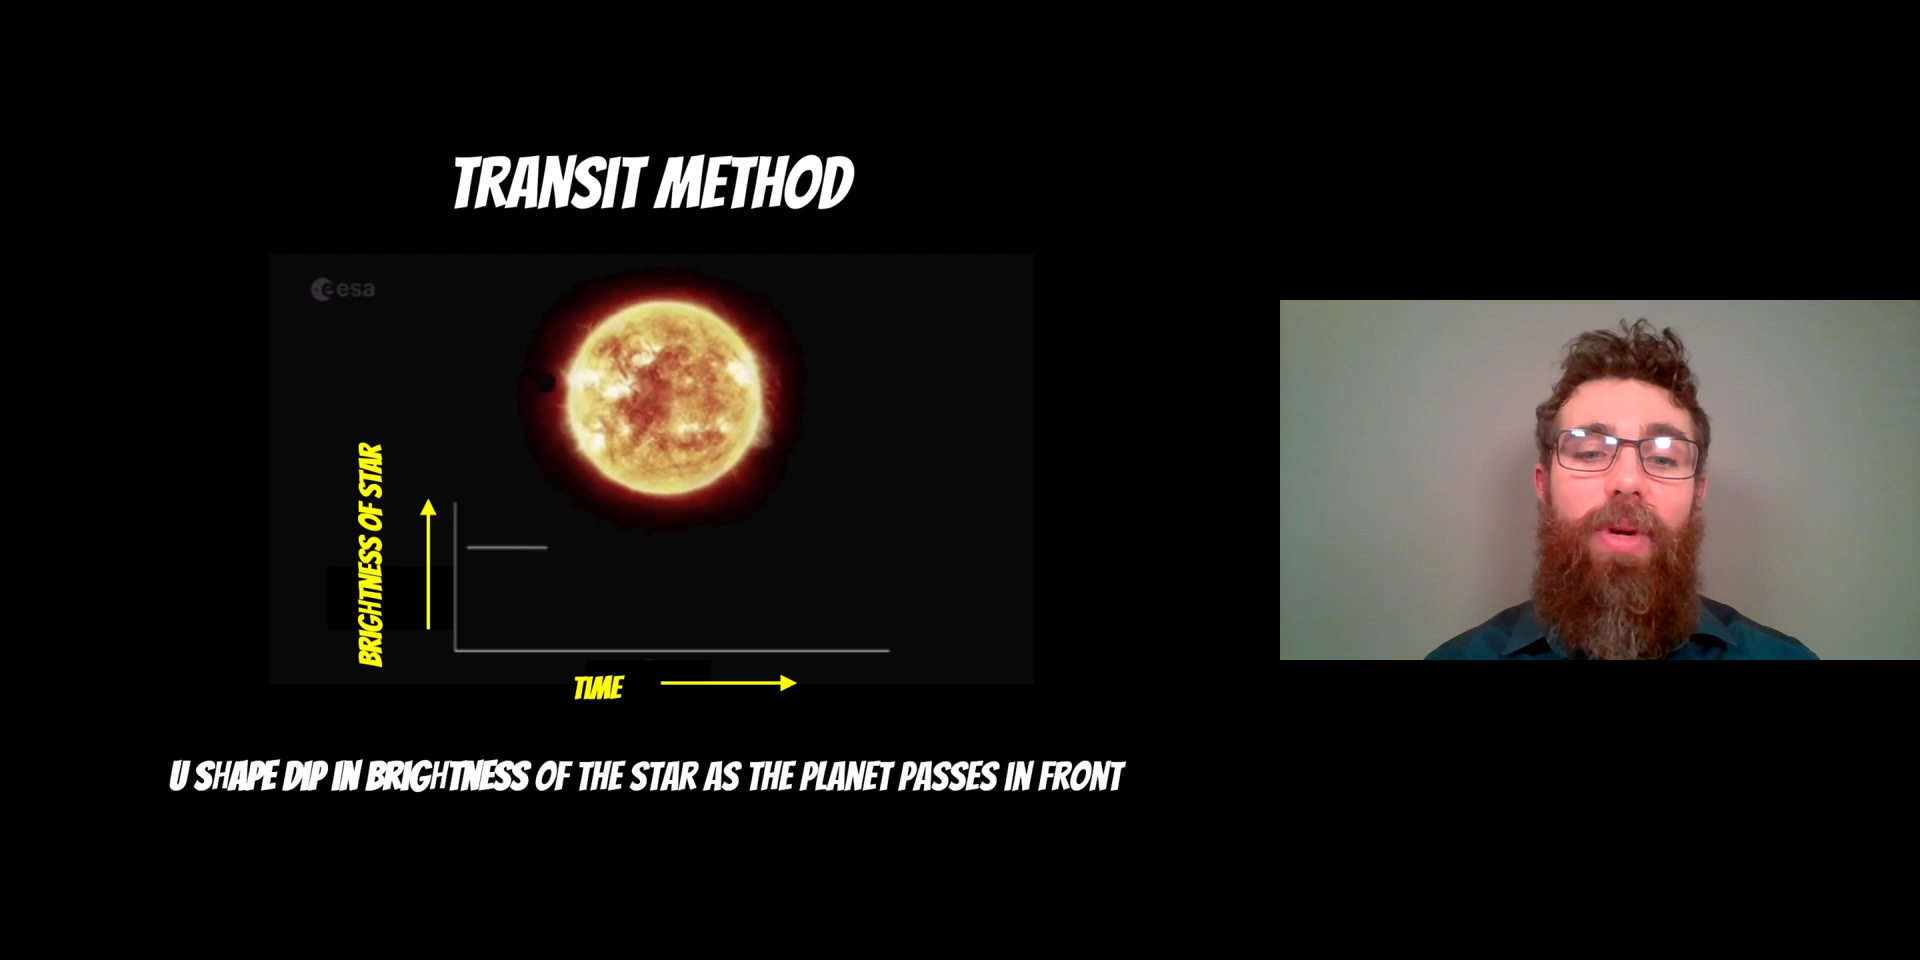 TRANSIT METHOD
esa
BRIGHTNESS OF STAR
TIME
U SHAPE DIP IN BRIGHTNESS OF THE STAR AS THE PLANET PASSES IN FRONT